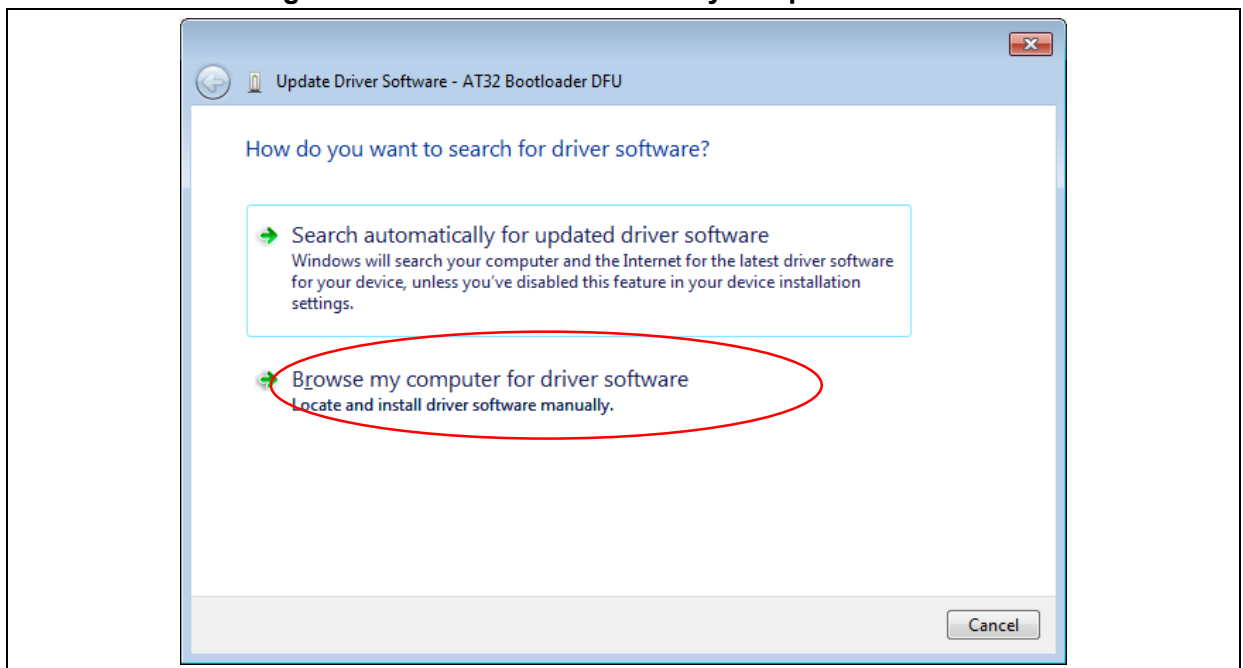 Update Driver Software - AT32 Bootloader DFU
How do you want to search for driver software?
Search automatically for updated driver software
Windows will search your computer and the Internet for the latest driver software
for your device, unless you've disabled this feature in your device installation
settings.
Browse my computer for driver software
Locate and install driver software manually.
Cancel